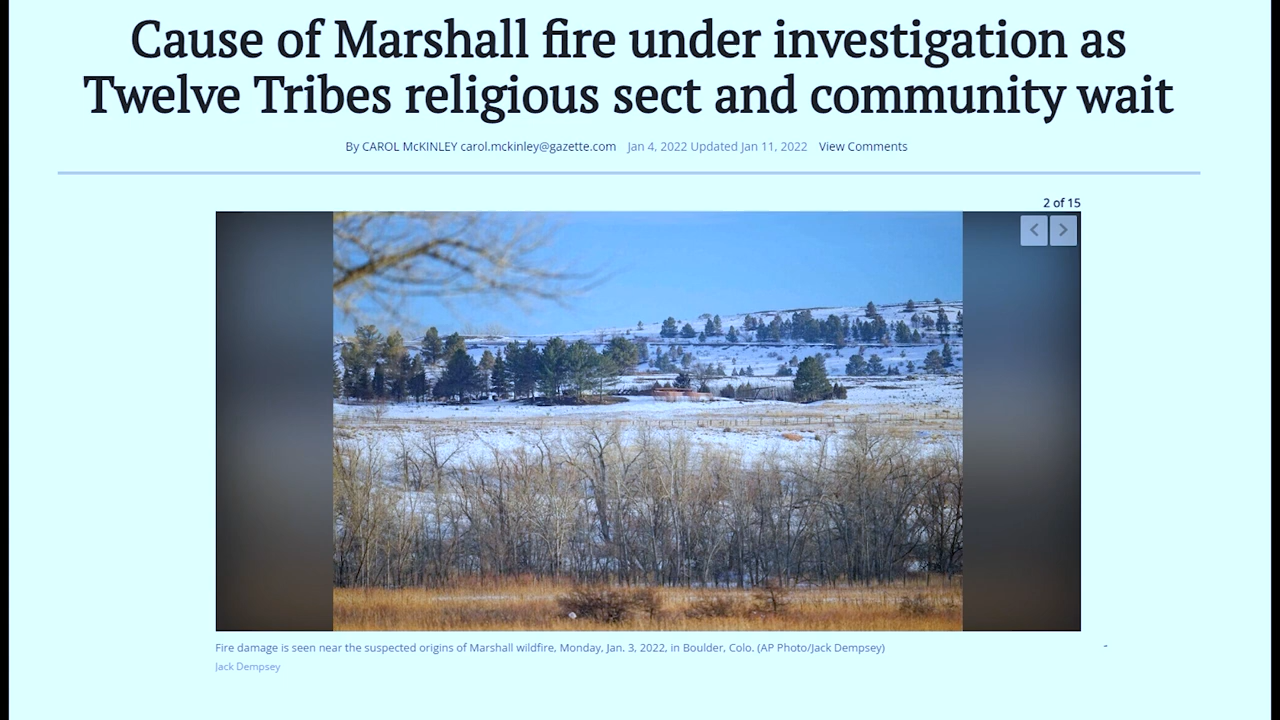 Cause of Marshall fire under investigation as
Twelve Tribes religious sect and community wait
By CAROL McKINLEY carol.mckinley@gazette.com Jan 4, 2022 Updated Jan 11, 2022 View Comments
2 of 15
Fire damage is seen near the suspected origins of Marshall wildfire, Monday, Jan. 3, 2022, in Boulder, Colo. (AP Photo/Jack Dempsey)
Jack Dempsey